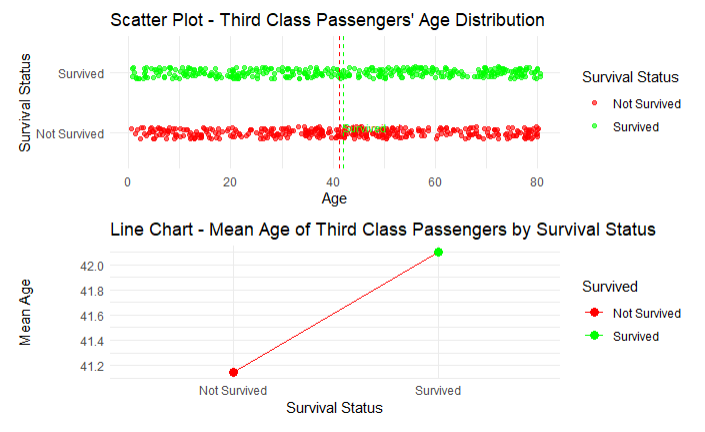 Scatter Plot - Third Class Passengers' Age Distribution
Survival Status
Survived
Not Survived
0 20 40 60 80
Age
Survival Status
Not Survived
Survived
Line Chart - Mean Age of Third Class Passengers by Survival Status
Mean Age
42.0
41.8
41.6
41.4
41.2
Not Survived Survived
Survival Status
Survived
Not Survived
Survived